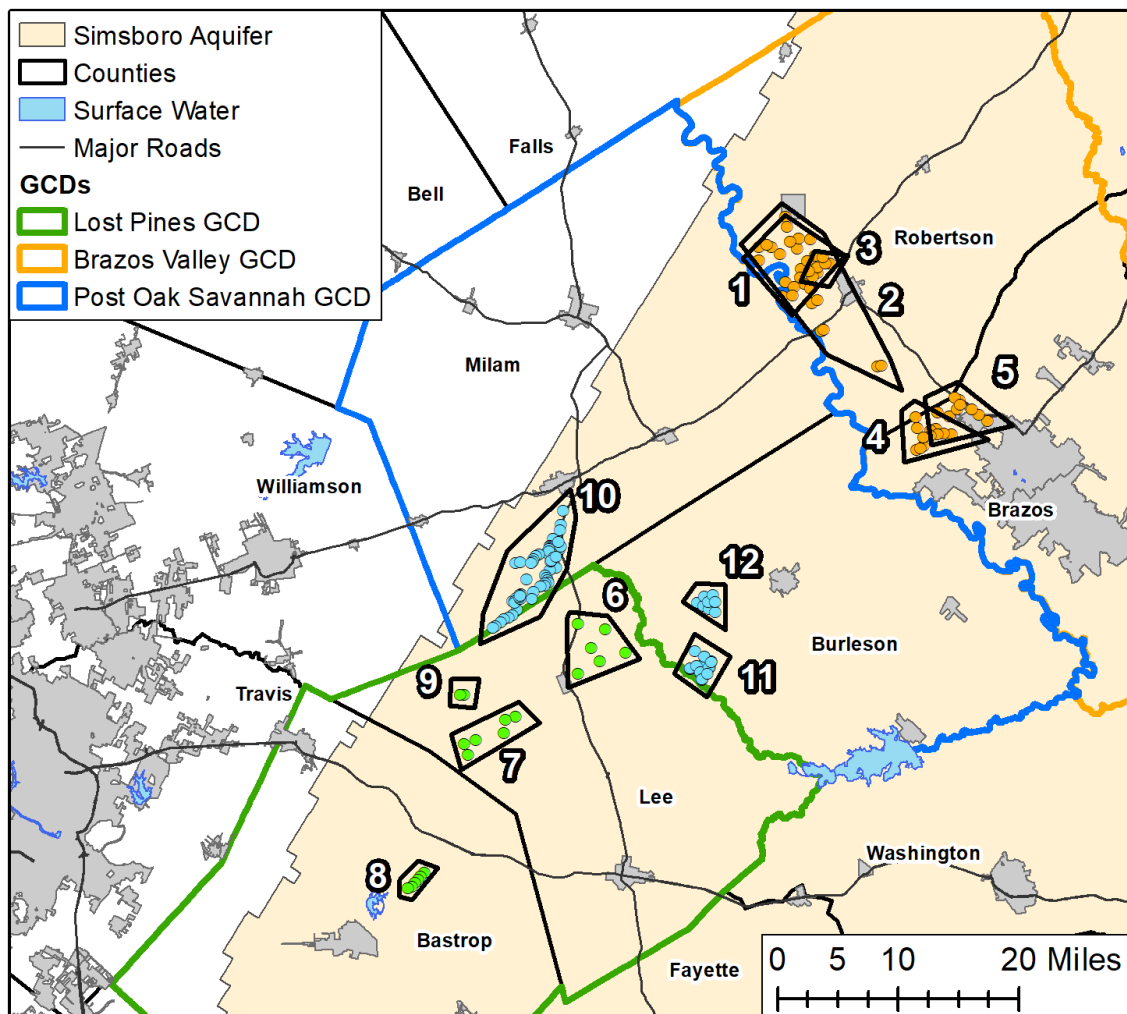 Simsboro Aquifer
Counties
Surface Water
Major Roads
GCDs
Lost Pines GCD
Brazos Valley GCD
Post Oak Savannah GCD
Falls
Bell
Robertson
3
1
2
Milam
5
4
Williamson
10
Brazos
12
6
Burleson
11
9
Travis
7
Lee
Washington
8
Bastrop
Fayette
0 5 10 20 Miles